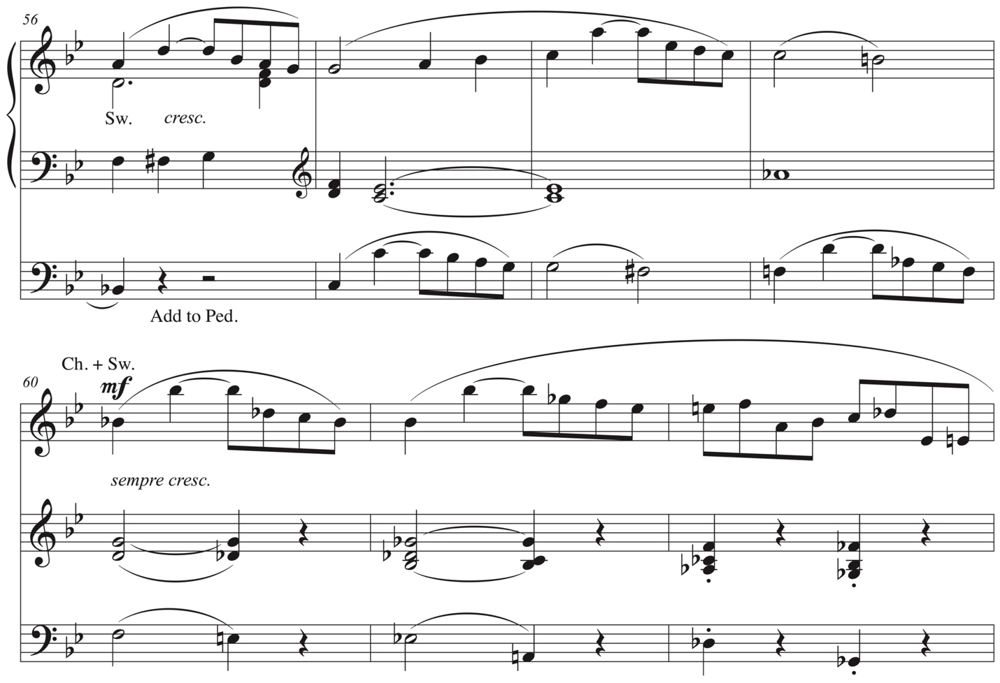 56
Sw. cresc.
Add to Ped.
Ch. + Sw.
60 mf
sempre cresc.